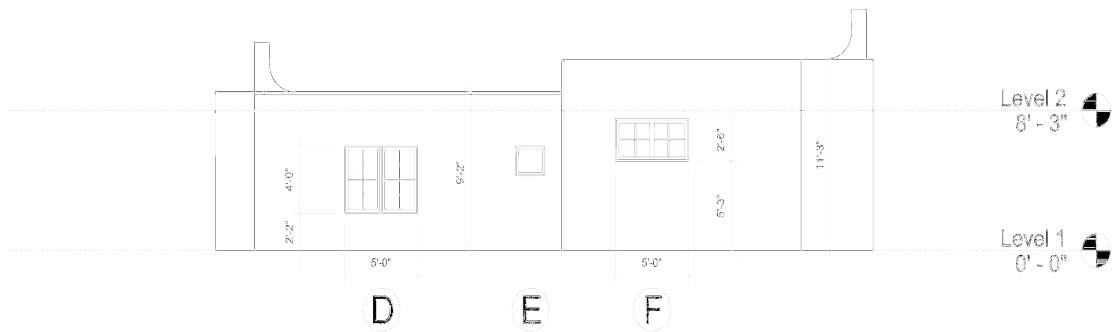 Level 2
8' - 3"
2'-6"
11'-3"
4'-0"
9'-2"
5'-3"
2'-2"
Level 1
0' - 0"
5'-0"
5'-0"
D
E
F